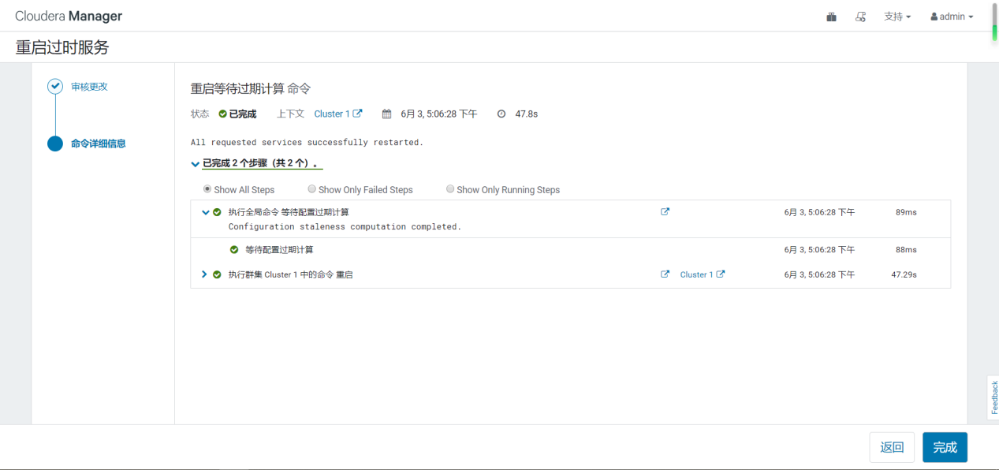 Cloudera Manager 支持 admin
重启过时服务
审核更改
命令详细信息
重启等待过期计算 命令
状态 已完成 上下文 Cluster 1 6月 3, 5:06:28 下午 47.8s
All requested services successfully restarted.
已完成 2 个步骤（共 2 个）。
Show All Steps Show Only Failed Steps Show Only Running Steps
执行全局命令 等待配置过期计算 6月 3, 5:06:28 下午 89ms
Configuration staleness computation completed.
等待配置过期计算 6月 3, 5:06:28 下午 88ms
执行群集 Cluster 1 中的命令 重启 Cluster 1 6月 3, 5:06:28 下午 47.29s
Feedback
返回 完成